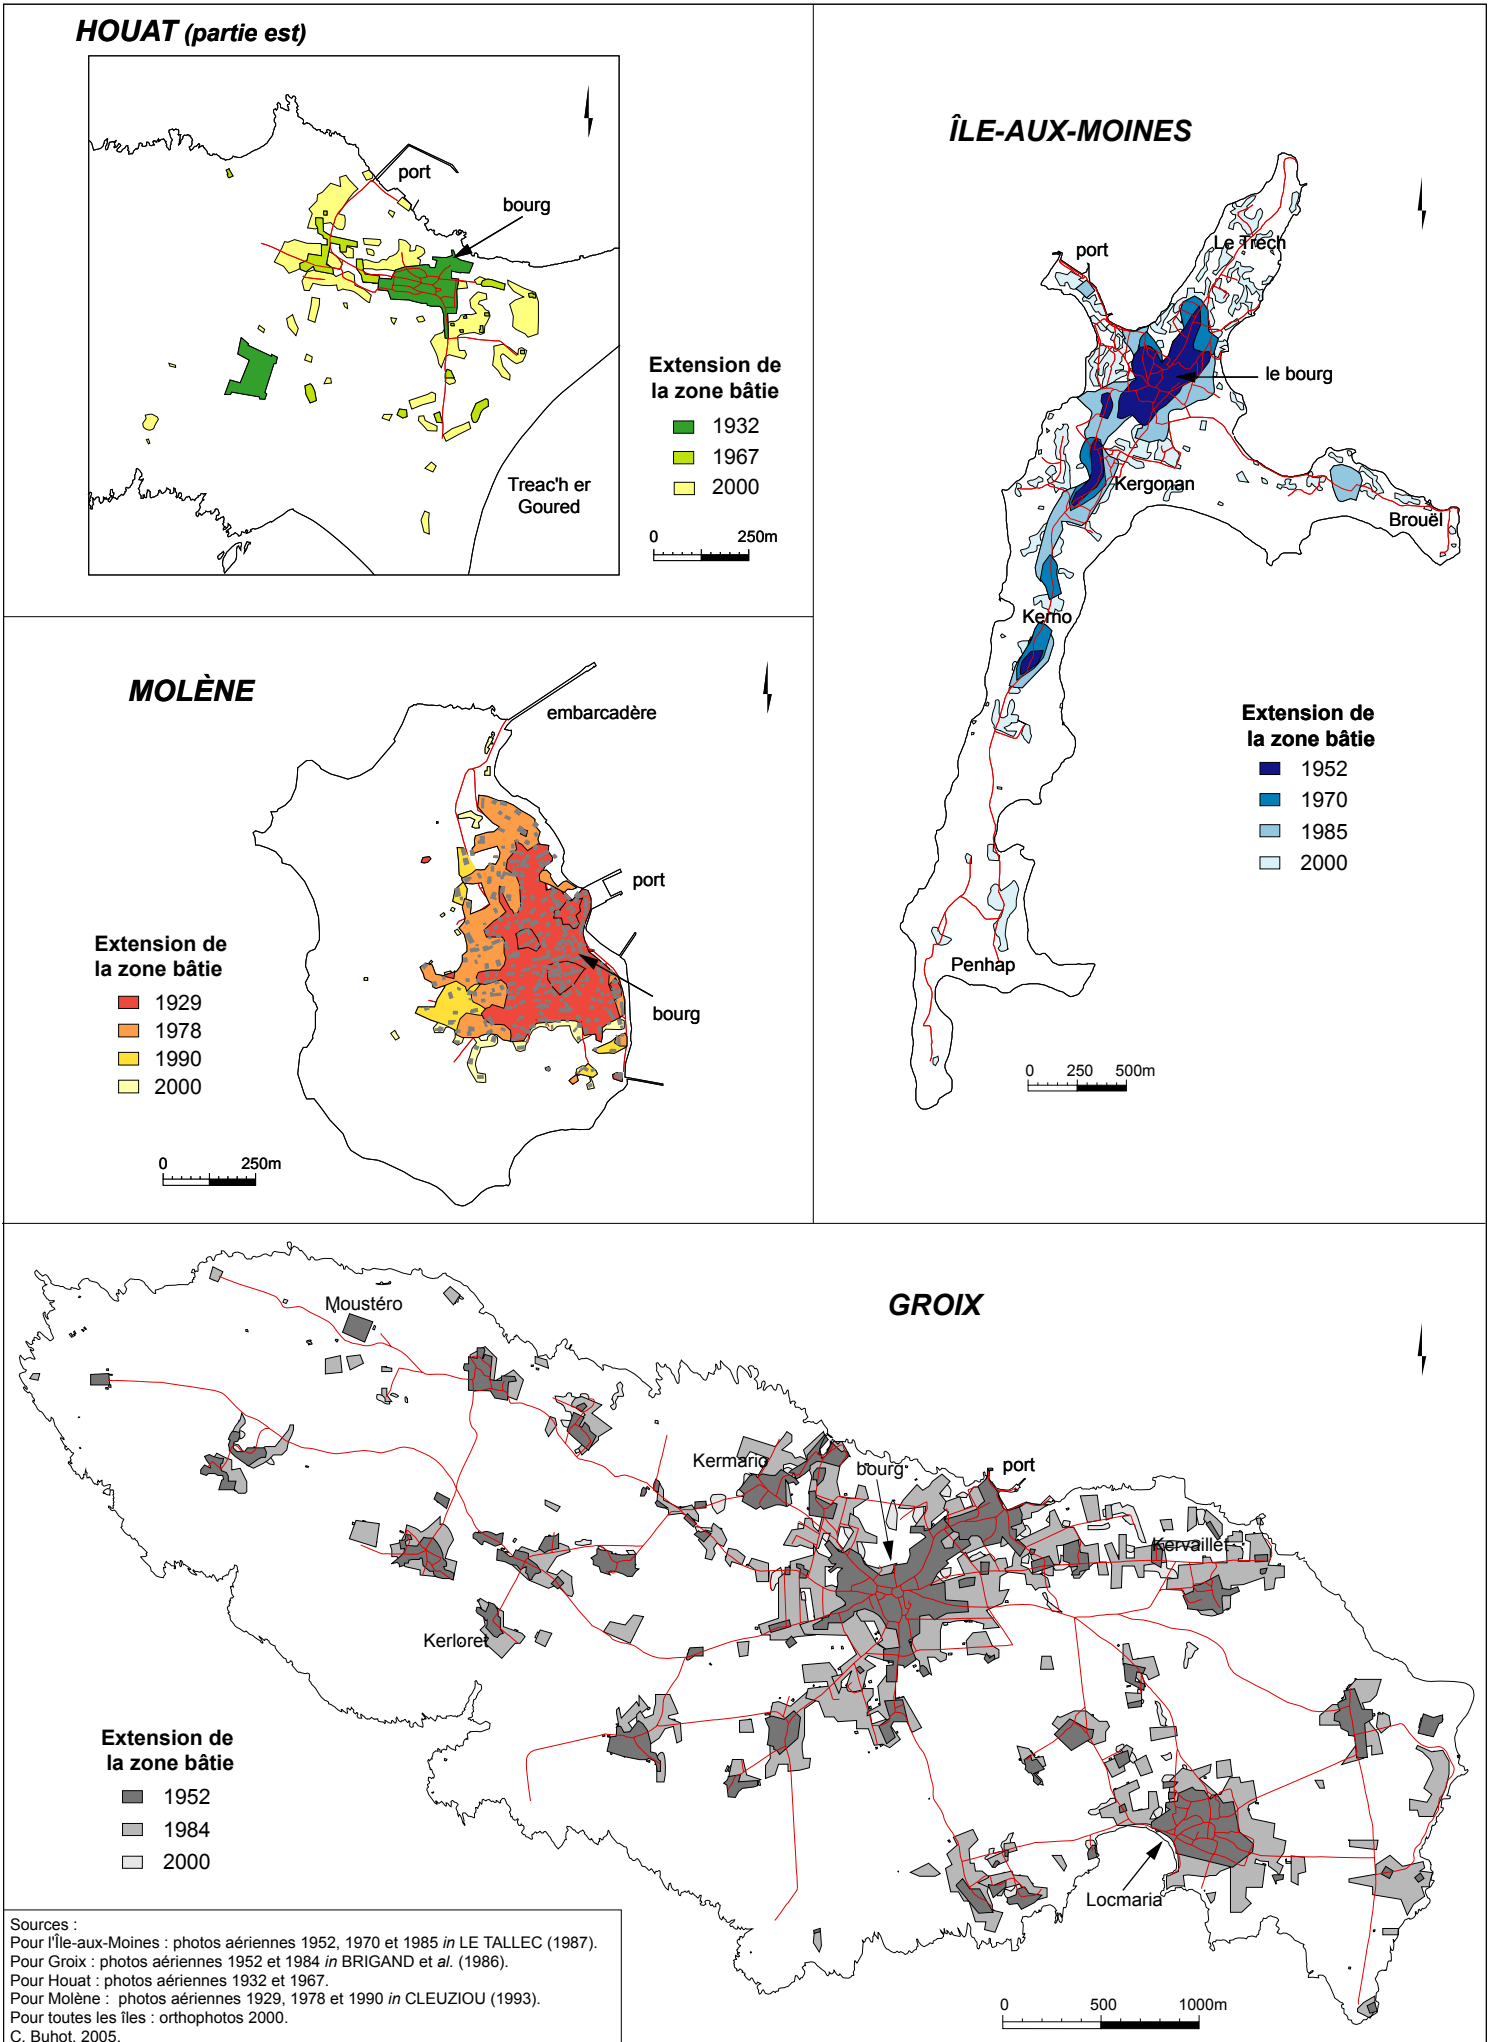 HOUAT (partie est)
port
bourg
Treac'h er
Goured
Extension de
la zone bâtie
1932
1967
2000
0 250m
ÎLE-AUX-MOINES
port
Le Trech
le bourg
Kergonan
Brouël
Kerno
Penhap
Extension de
la zone bâtie
1952
1970
1985
2000
0 250 500m
MOLÈNE
embarcadère
port
bourg
Extension de
la zone bâtie
1929
1978
1990
2000
0 250m
GROIX
Moustéro
Kermario
bourg
port
Kervaillet
Kerloret
Locmaria
Extension de
la zone bâtie
1952
1984
2000
0 500 1000m
Sources :
Pour l'Île-aux-Moines : photos aériennes 1952, 1970 et 1985 in LE TALLEC (1987).
Pour Groix : photos aériennes 1952 et 1984 in BRIGAND et al. (1986).
Pour Houat : photos aériennes 1932 et 1967.
Pour Molène : photos aériennes 1929, 1978 et 1990 in CLEUZIOU (1993).
Pour toutes les îles : orthophotos 2000.
C. Buhot, 2005.